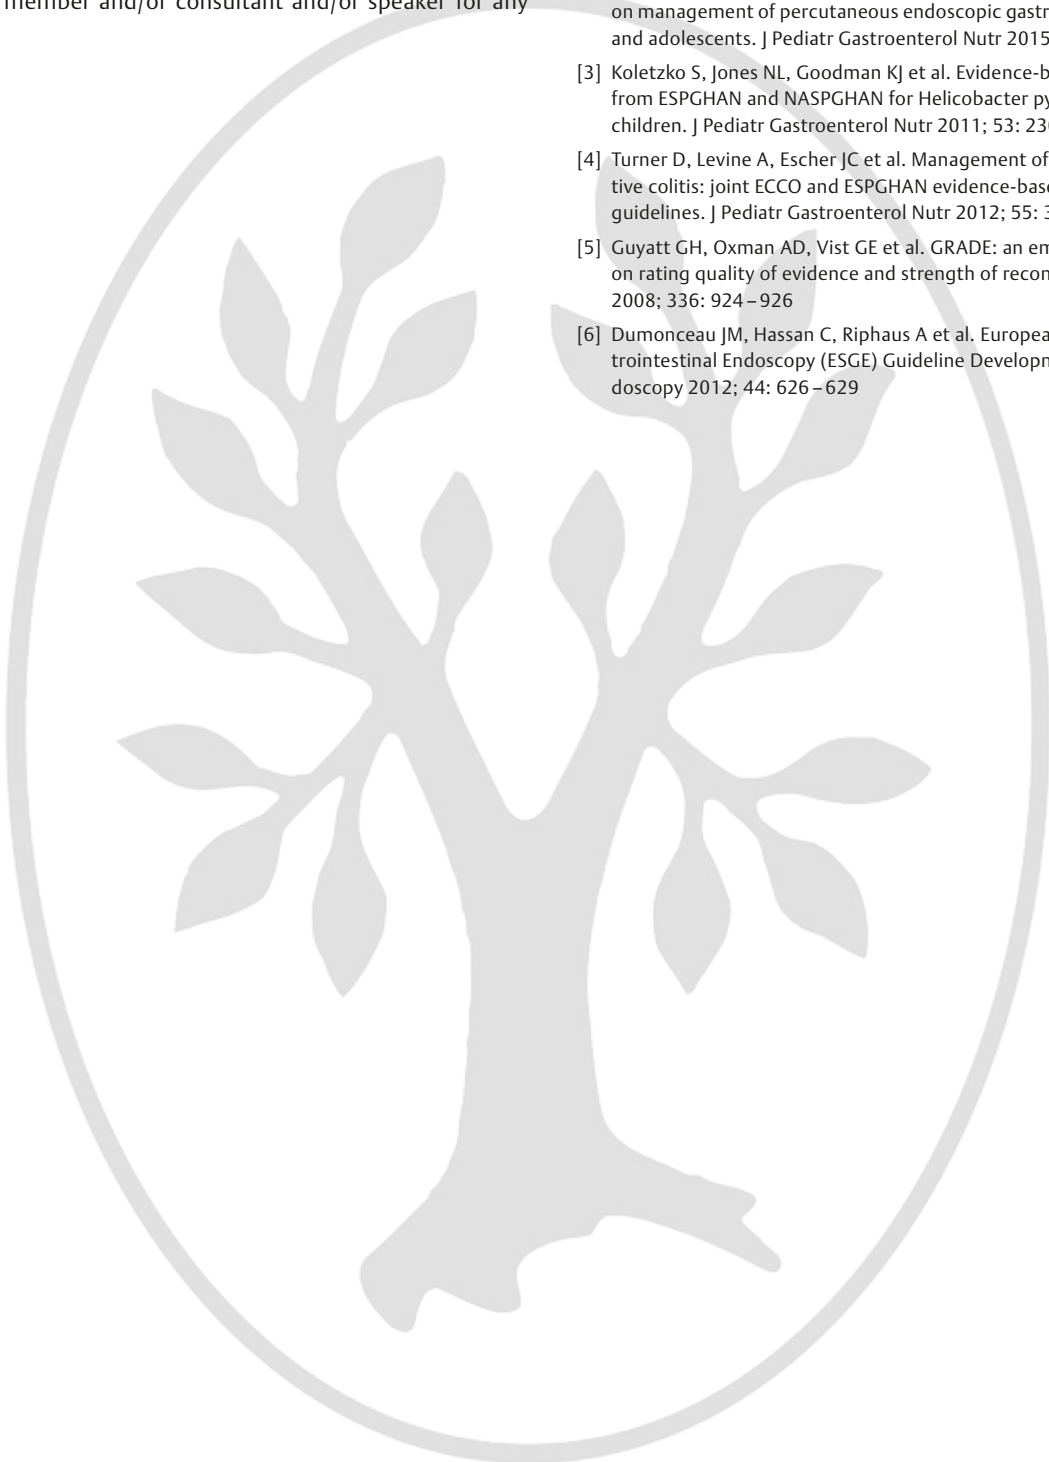 member and/or consultant and/or speaker for any
on management of percutaneous endoscopic gastr
and adolescents. J Pediatr Gastroenterol Nutr 2015
[3] Koletzko S, Jones NL, Goodman KJ et al. Evidence-b
from ESPGHAN and NASPGHAN for Helicobacter py
children. J Pediatr Gastroenterol Nutr 2011; 53: 230
[4] Turner D, Levine A, Escher JC et al. Management of
tive colitis: joint ECCO and ESPGHAN evidence-base
guidelines. J Pediatr Gastroenterol Nutr 2012; 55: 3
[5] Guyatt GH, Oxman AD, Vist GE et al. GRADE: an em
on rating quality of evidence and strength of recon
2008; 336: 924–926
[6] Dumonceau JM, Hassan C, Riphaus A et al. Europea
trointestinal Endoscopy (ESGE) Guideline Developn
doscopy 2012; 44: 626–629